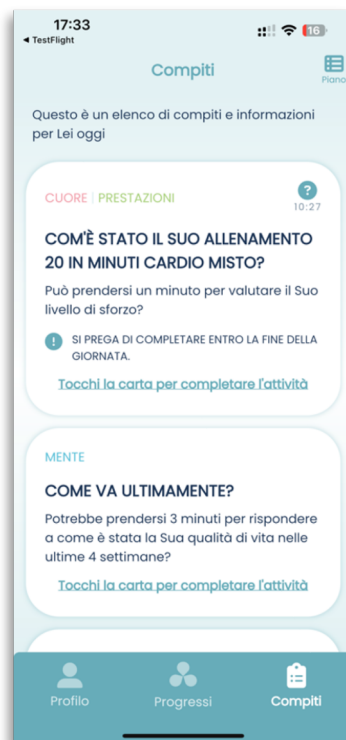 17:33
16
◀ TestFlight
Compiti
Piano
Questo è un elenco di compiti e informazioni
per Lei oggi
CUORE | PRESTAZIONI
?
10:27
COM'È STATO IL SUO ALLENAMENTO
20 IN MINUTI CARDIO MISTO?
Può prendersi un minuto per valutare il Suo
livello di sforzo?
! SI PREGA DI COMPLETARE ENTRO LA FINE DELLA
GIORNATA.
Tocchi la carta per completare l'attività
MENTE
COME VA ULTIMAMENTE?
Potrebbe prendersi 3 minuti per rispondere
a come è stata la Sua qualità di vita nelle
ultime 4 settimane?
Tocchi la carta per completare l'attività
Profilo
Progressi
Compiti